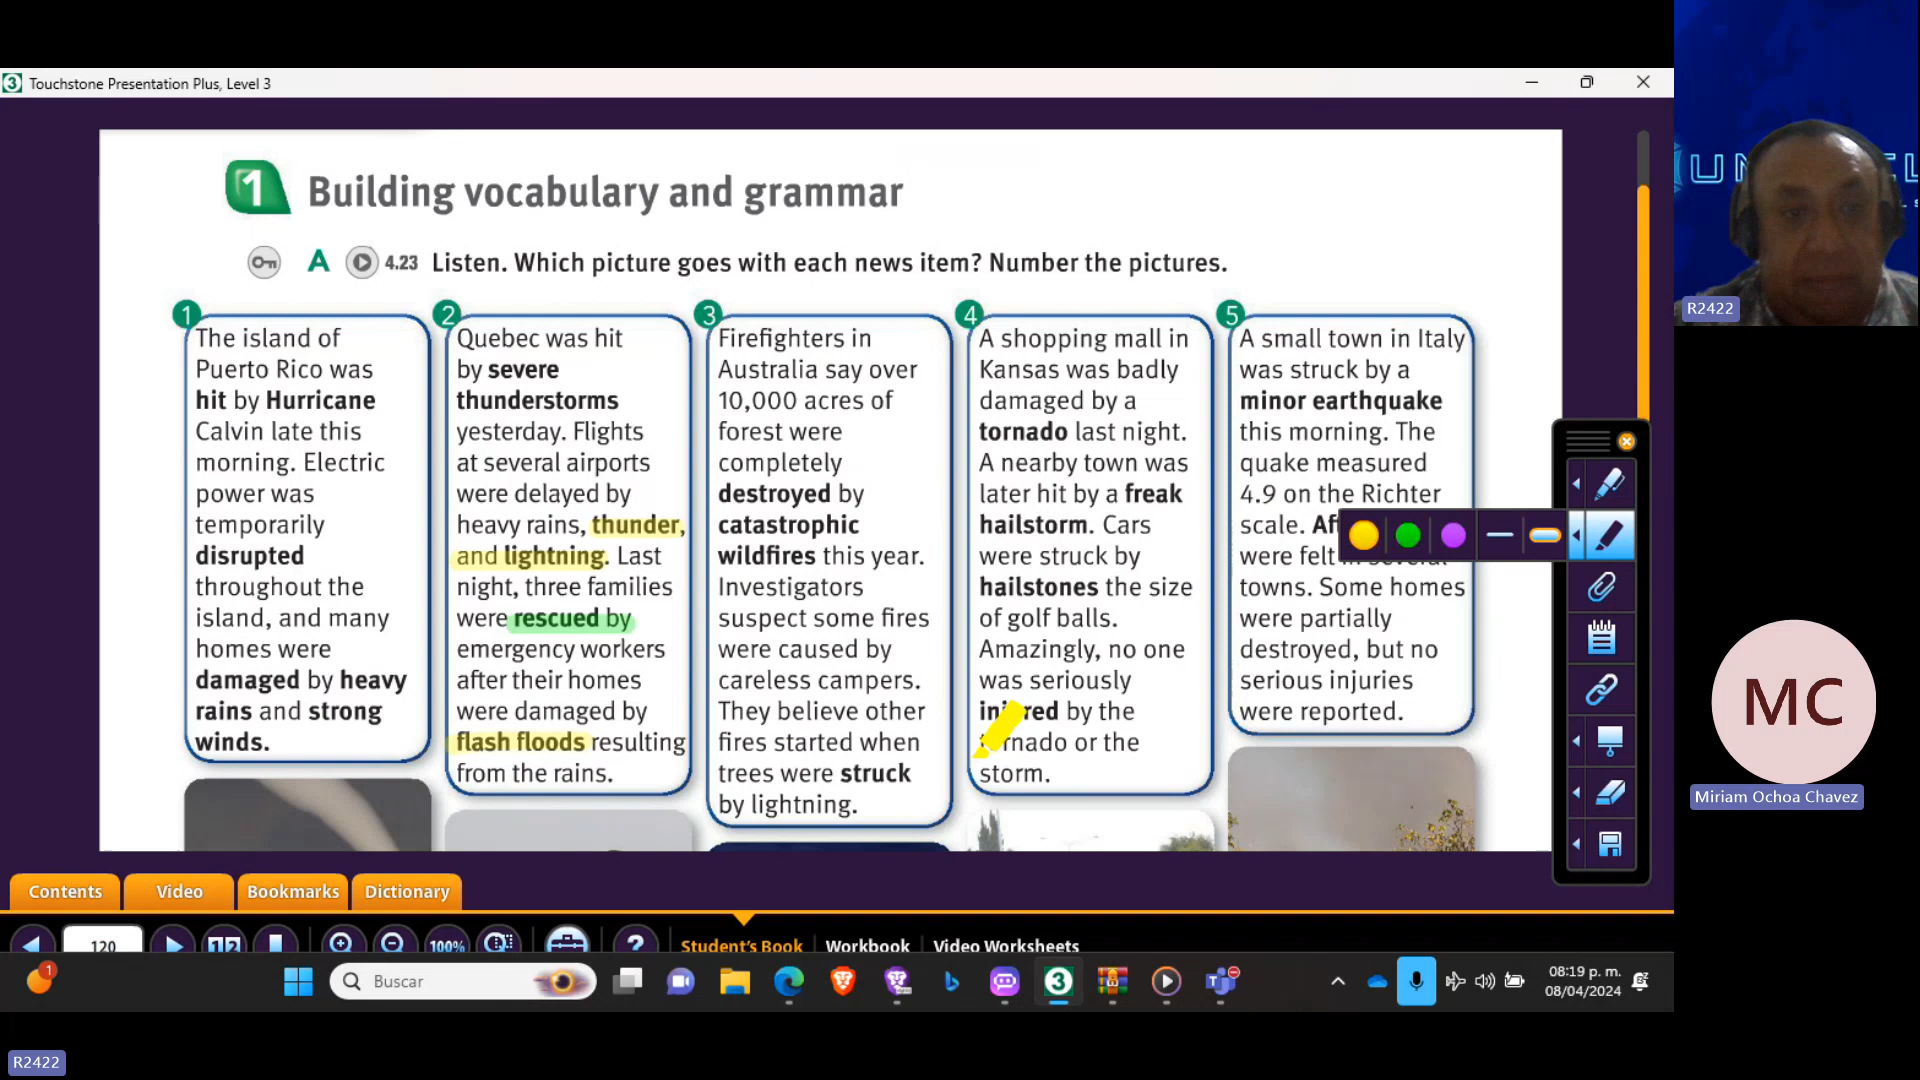 Touchstone Presentation Plus, Level 3
1 Building vocabulary and grammar
A 4.23 Listen. Which picture goes with each news item? Number the pictures.
1
The island of
Puerto Rico was
hit by Hurricane
Calvin late this
morning. Electric
power was
temporarily
disrupted
throughout the
island, and many
homes were
damaged by heavy
rains and strong
winds.
2
Quebec was hit
by severe
thunderstorms
yesterday. Flights
at several airports
were delayed by
heavy rains, thunder,
and lightning. Last
night, three families
were rescued by
emergency workers
after their homes
were damaged by
flash floods resulting
from the rains.
3
Firefighters in
Australia say over
10,000 acres of
forest were
completely
destroyed by
catastrophic
wildfires this year.
Investigators
suspect some fires
were caused by
careless campers.
They believe other
fires started when
trees were struck
by lightning.
4
A shopping mall in
Kansas was badly
damaged by a
tornado last night.
A nearby town was
later hit by a freak
hailstorm. Cars
were struck by
hailstones the size
of golf balls.
Amazingly, no one
was seriously
injured by the
tornado or the
storm.
5
A small town in Italy
was struck by a
minor earthquake
this morning. The
quake measured
4.9 on the Richter
scale.
were felt in several
towns. Some homes
were partially
destroyed, but no
serious injuries
were reported.
Contents
Video
Bookmarks
Dictionary
120
12
100%
?
Student's Book
Workbook
Video Worksheets
1
Buscar
3
08:19 p. m.
08/04/2024
R2422
MC
Miriam Ochoa Chavez
R2422